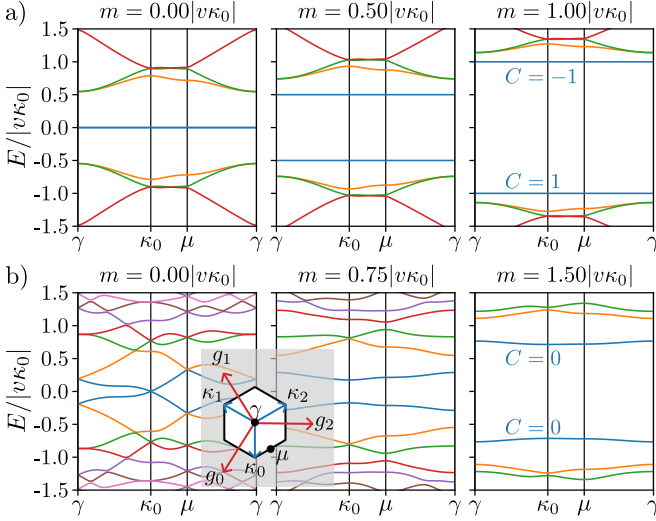 a)
m = 0.00|vκ₀|
m = 0.50|vκ₀|
m = 1.00|vκ₀|
E/|vκ₀|
1.5
1.0
0.5
0.0
-0.5
-1.0
-1.5
C = −1
C = 1
γ κ₀ μ γ
γ κ₀ μ γ
γ κ₀ μ γ
b)
m = 0.00|vκ₀|
m = 0.75|vκ₀|
m = 1.50|vκ₀|
E/|vκ₀|
1.5
1.0
0.5
0.0
-0.5
-1.0
-1.5
g₁
κ₁
κ₂
γ
g₂
μ
g₀
κ₀
C = 0
C = 0
γ κ₀ μ γ
γ κ₀ μ γ
γ κ₀ μ γ